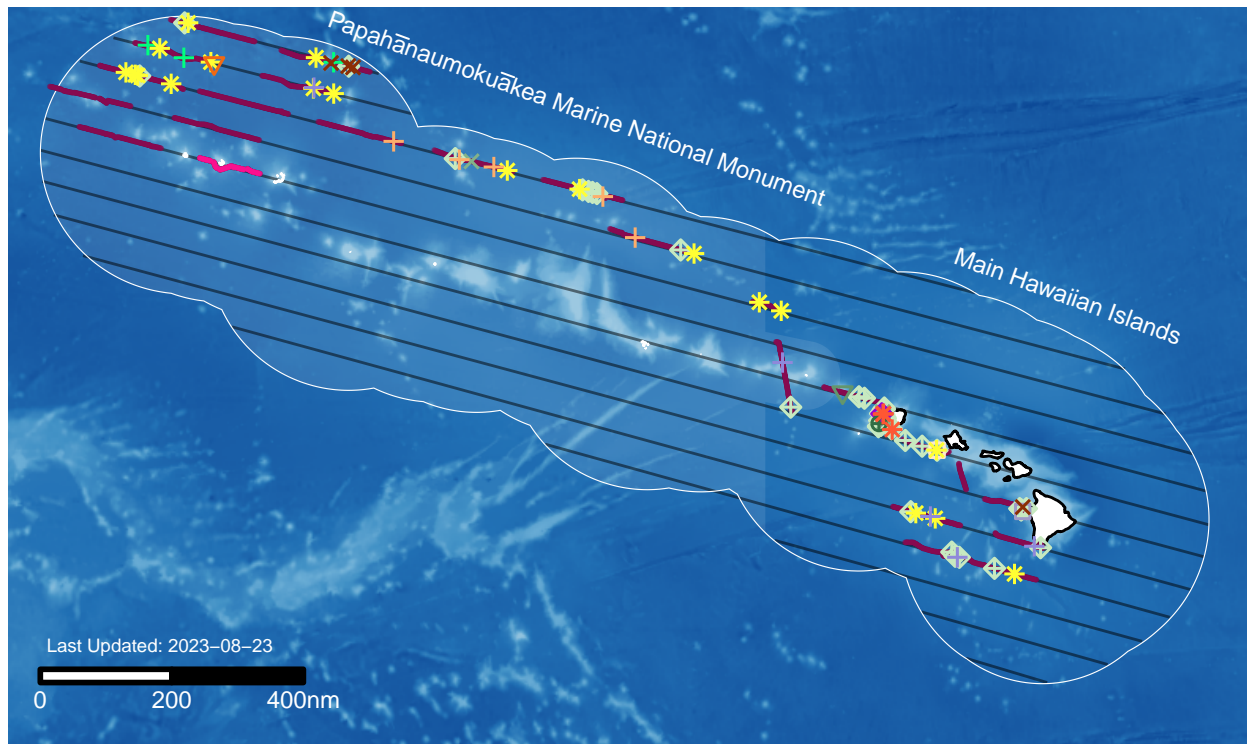 Papahānaumokuākea Marine National Monument
Main Hawaiian Islands
Last Updated: 2023−08−23
0 200 400nm